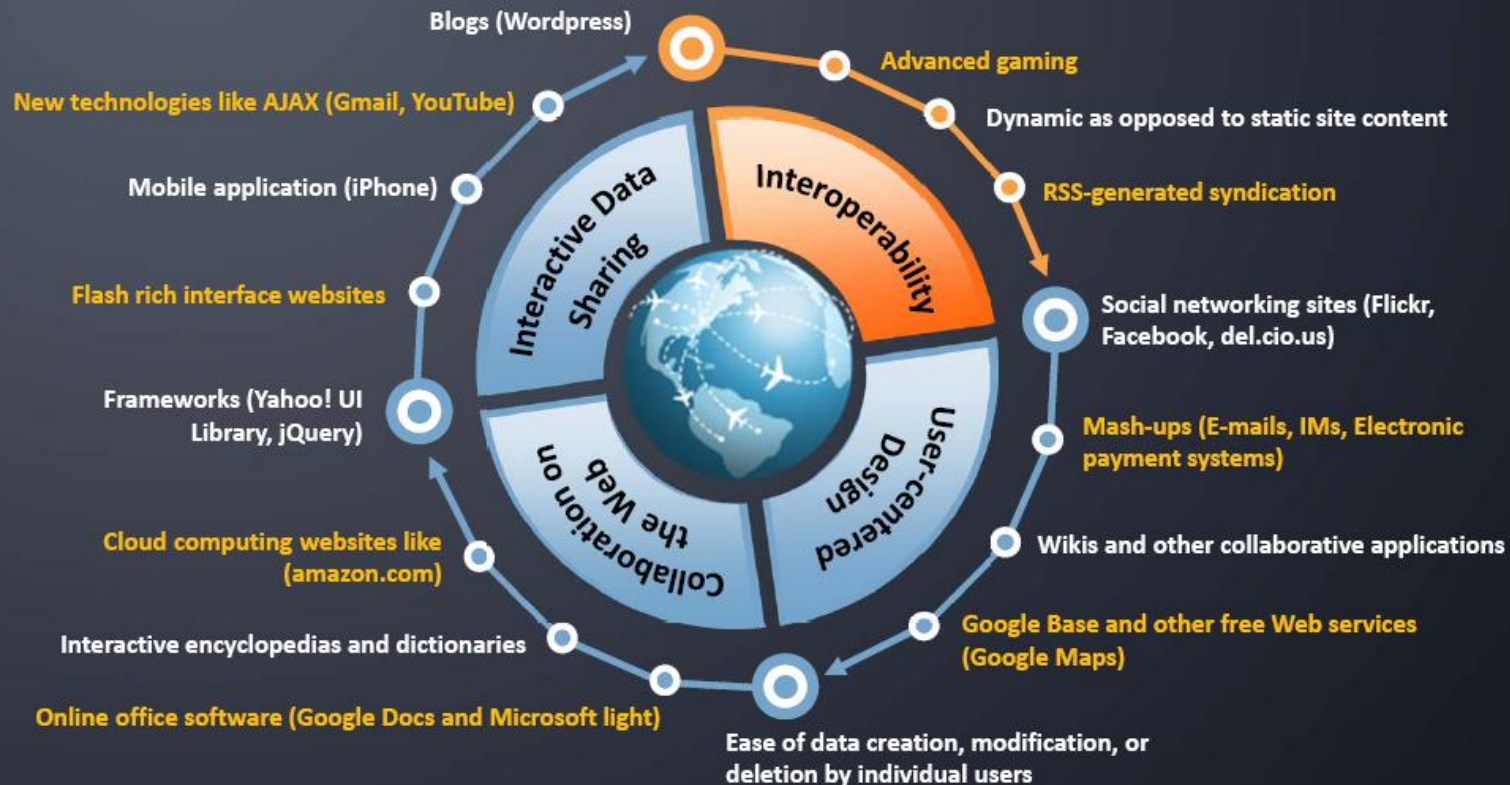 Blogs (Wordpress)
Advanced gaming
Dynamic as opposed to static site content
RSS-generated syndication
Social networking sites (Flickr,
Facebook, del.cio.us)
Mash-ups (E-mails, IMs, Electronic
payment systems)
Wikis and other collaborative applications
Google Base and other free Web services
(Google Maps)
Ease of data creation, modification, or
deletion by individual users
Online office software (Google Docs and Microsoft light)
Interactive encyclopedias and dictionaries
Cloud computing websites like
(amazon.com)
Frameworks (Yahoo! UI
Library, jQuery)
Flash rich interface websites
Mobile application (iPhone)
New technologies like AJAX (Gmail, YouTube)
Interoperability
User-centered
Design
Collaboration on
the Web
Interactive Data
Sharing